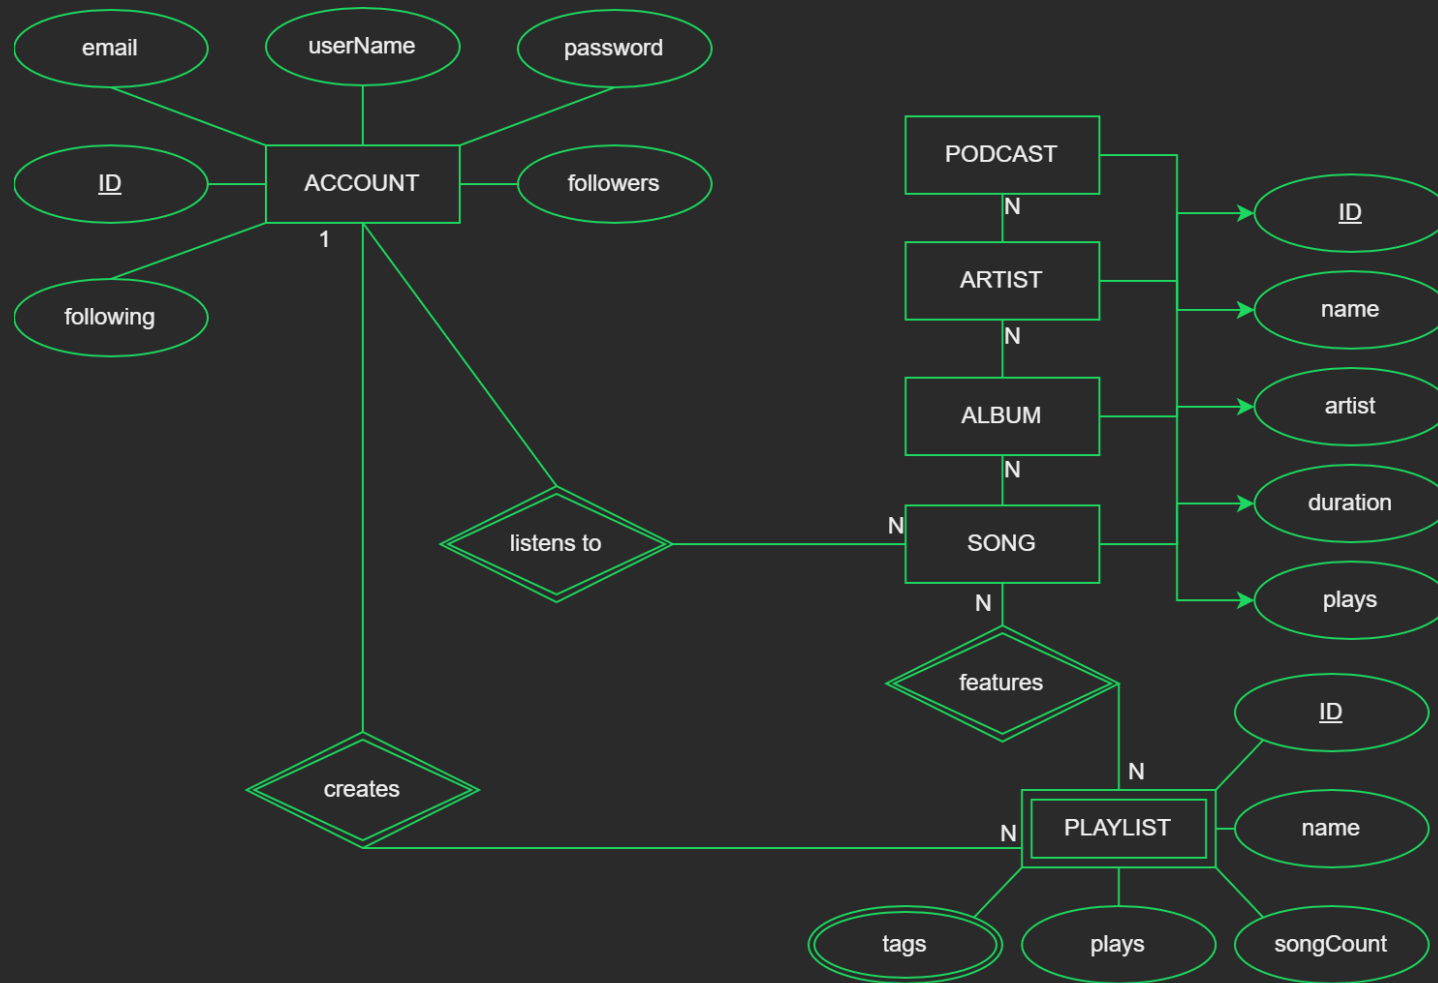 email
userName
password
ID
ACCOUNT
followers
1
following
PODCAST
N
ARTIST
N
ALBUM
N
SONG
N
N
ID
name
artist
duration
plays
listens to
features
creates
N
N
PLAYLIST
ID
name
tags
plays
songCount